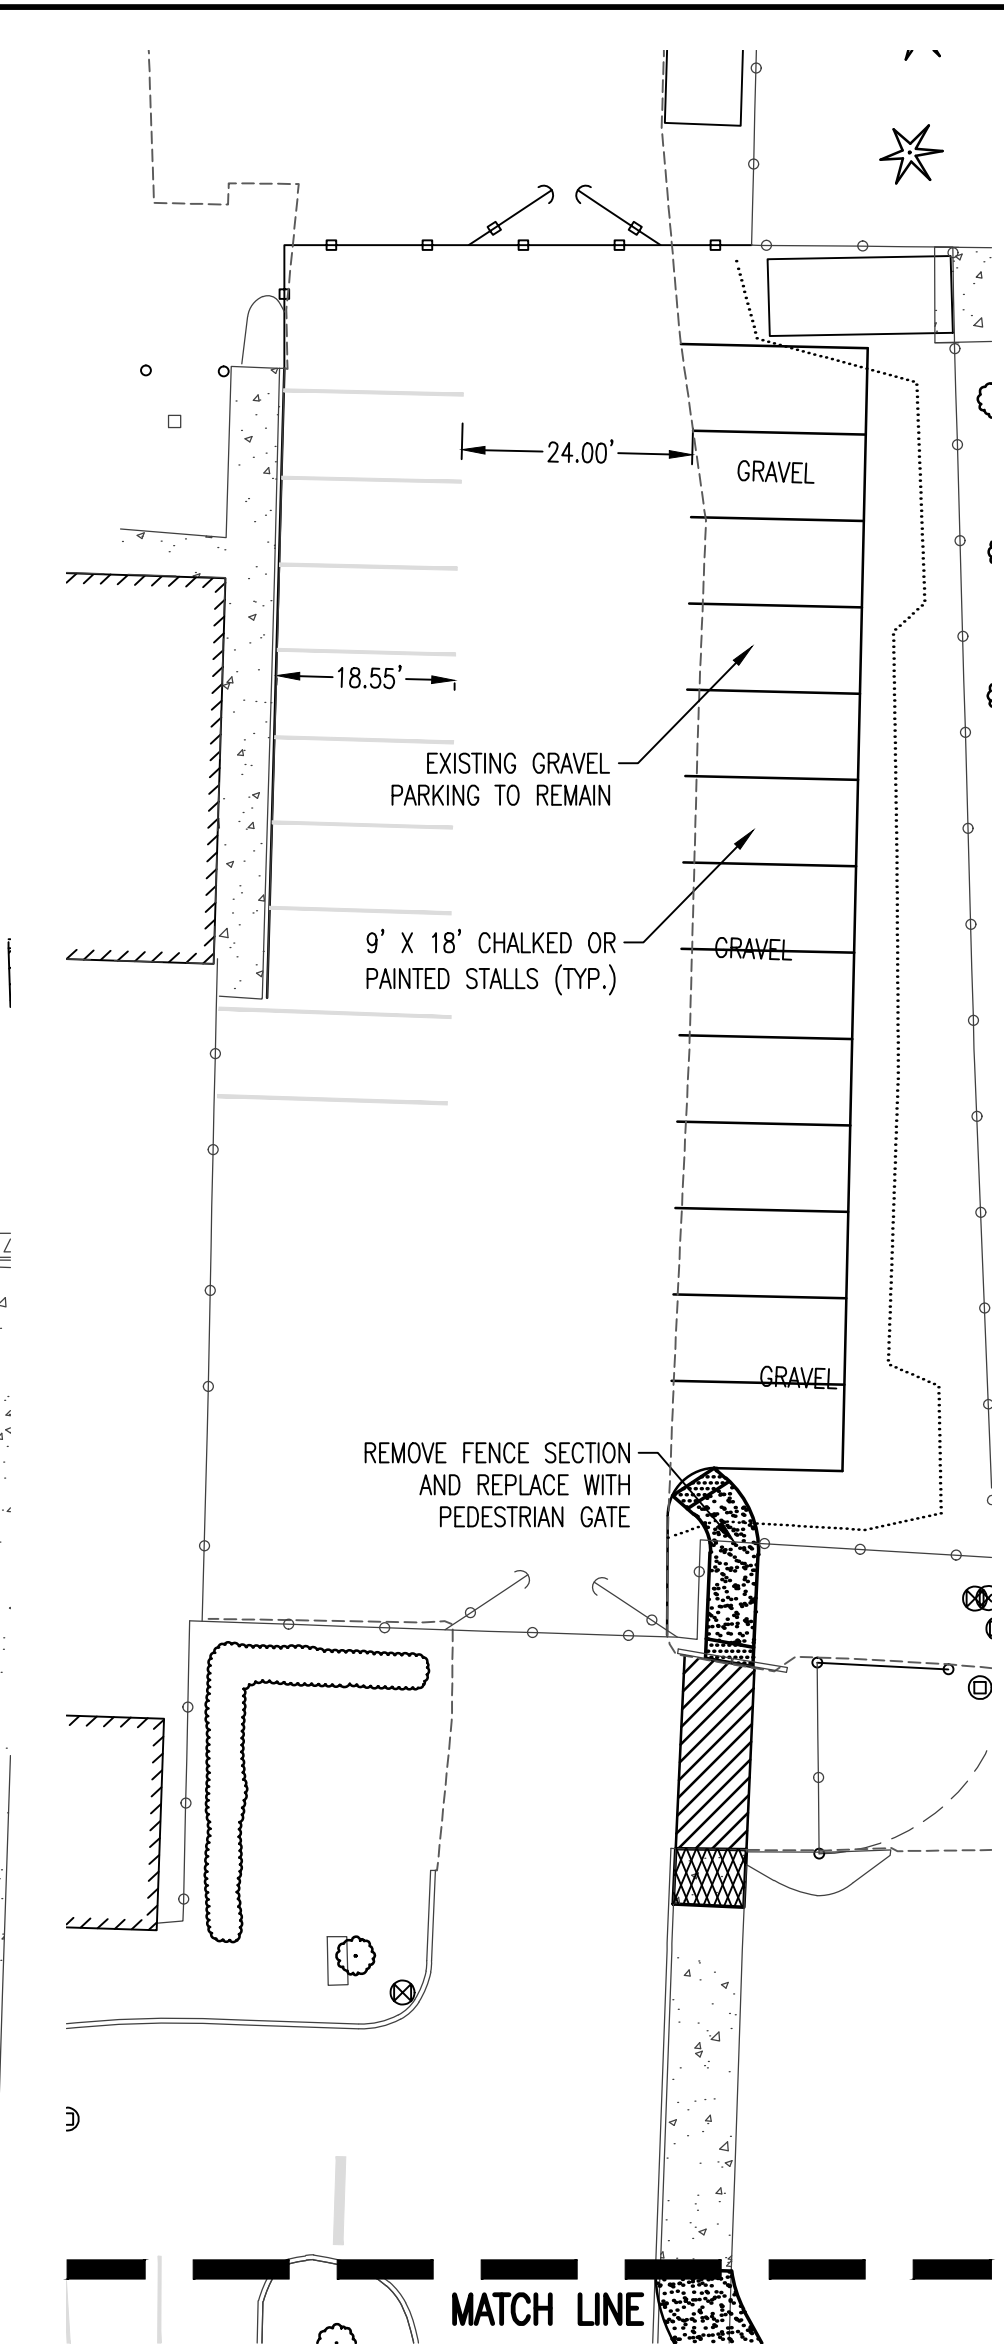 24.00'
GRAVEL
18.55'
EXISTING GRAVEL
PARKING TO REMAIN
9' X 18' CHALKED OR
PAINTED STALLS (TYP.)
GRAVEL
GRAVEL
REMOVE FENCE SECTION
AND REPLACE WITH
PEDESTRIAN GATE
MATCH LINE